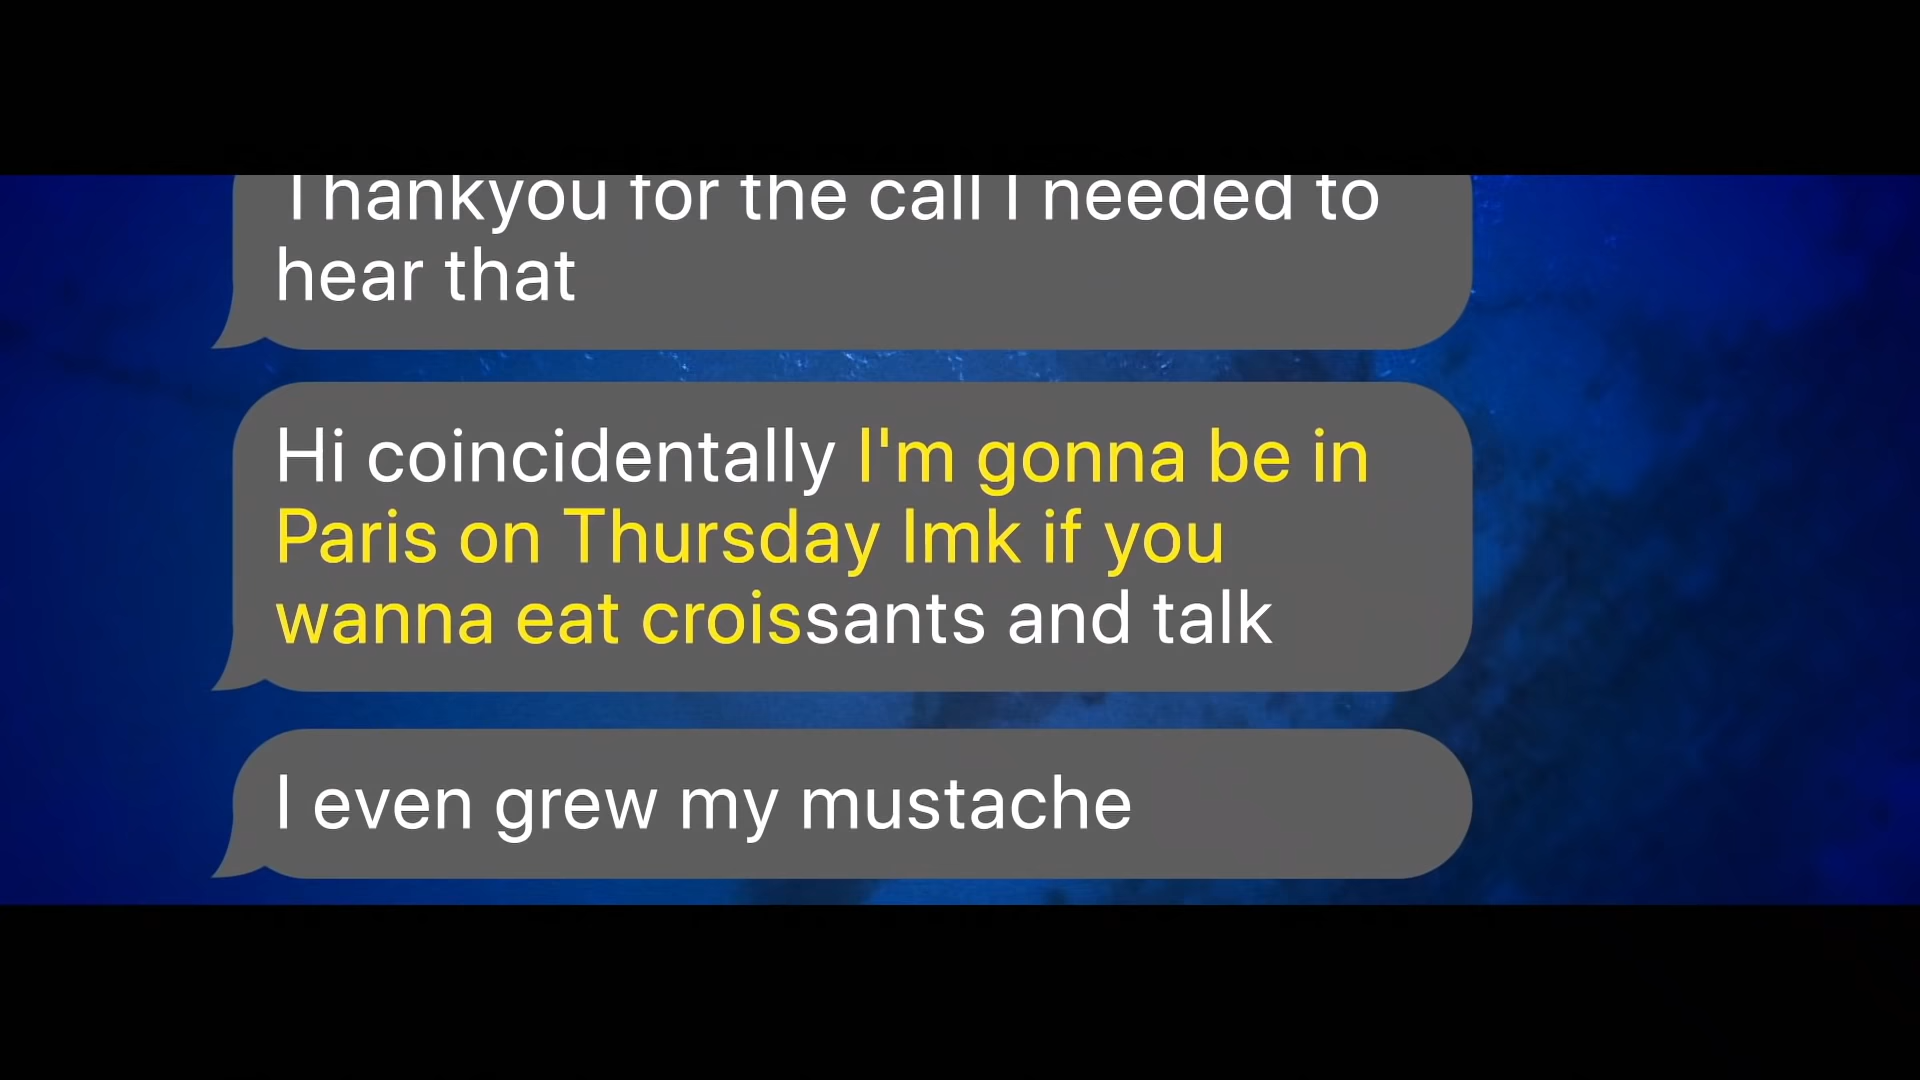 Thankyou for the call I needed to
hear that
Hi coincidentally I'm gonna be in
Paris on Thursday lmk if you
wanna eat croissants and talk
I even grew my mustache